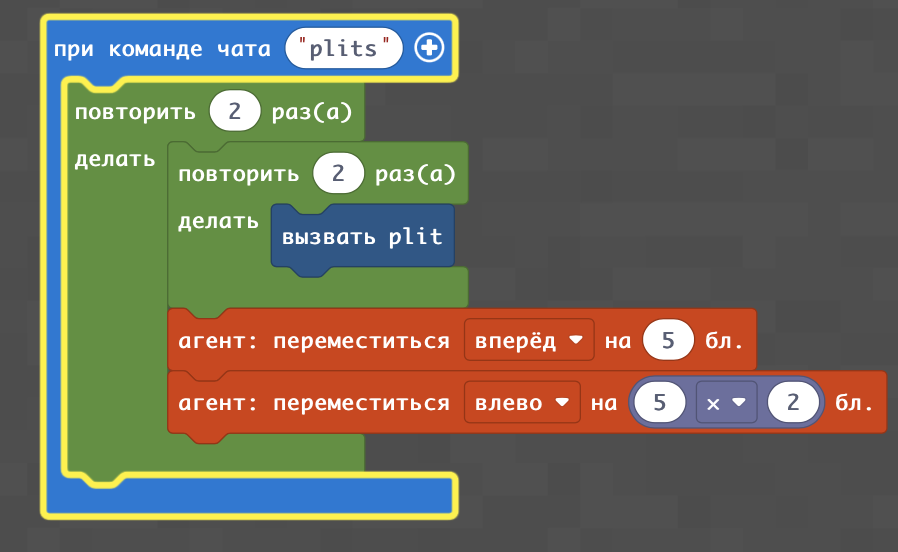 при команде чата "plits"
повторить 2 раз(а)
делать
повторить 2 раз(а)
делать
вызвать plit
агент: переместиться вперёд на 5 бл.
агент: переместиться влево на 5 × 2 бл.